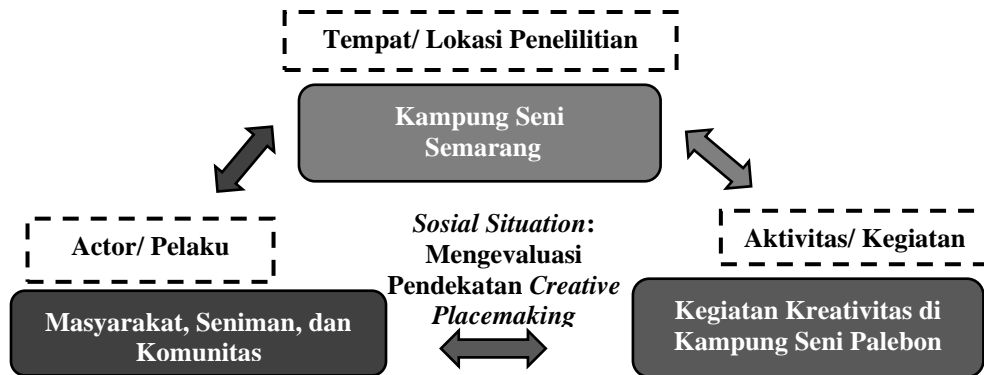 Tempat/ Lokasi Penelilitian
Kampung Seni
Semarang
Actor/ Pelaku
Masyarakat, Seniman, dan
Komunitas
Sosial Situation:
Mengevaluasi
Pendekatan Creative
Placemaking
Aktivitas/ Kegiatan
Kegiatan Kreativitas di
Kampung Seni Palebon